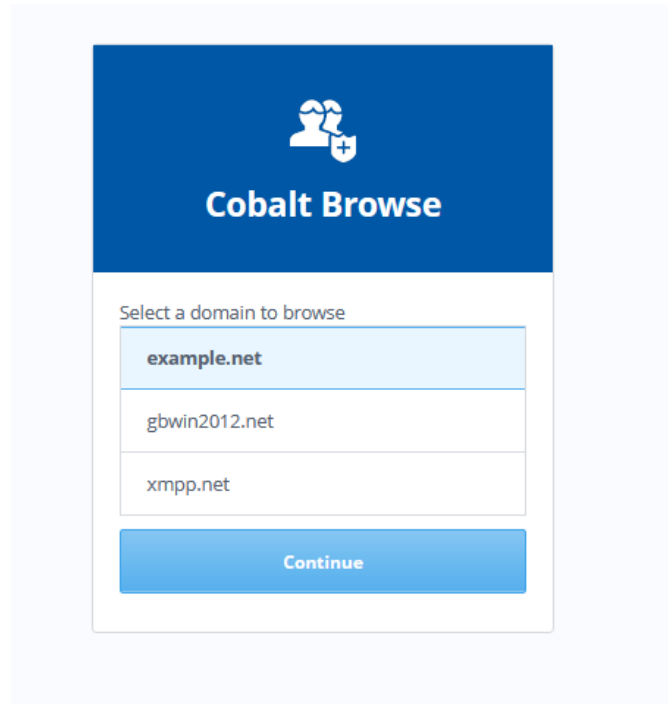 Cobalt Browse
Select a domain to browse
example.net
gbwin2012.net
xmpp.net
Continue